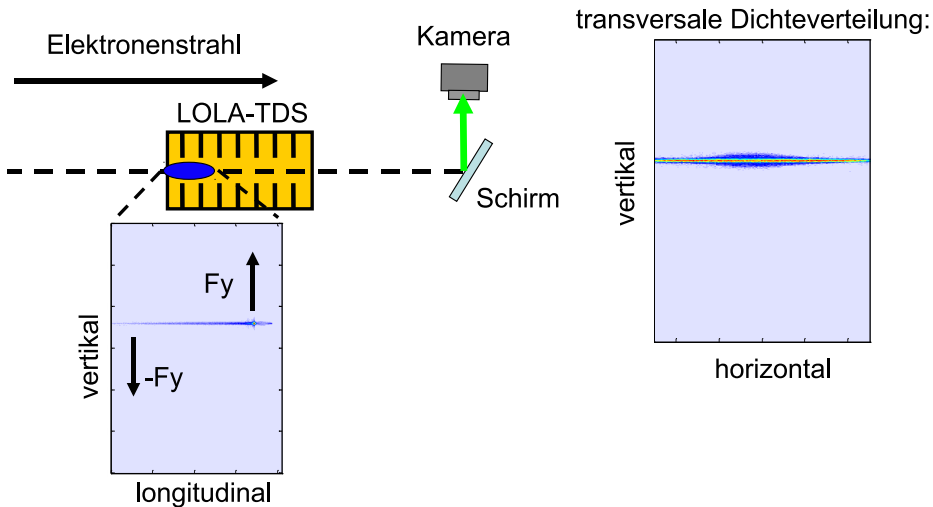 transversale Dichteverteilung:
Kamera
Elektronenstrahl
LOLA-TDS
Schirm
vertikal
Fy
-Fy
vertikal
horizontal
longitudinal